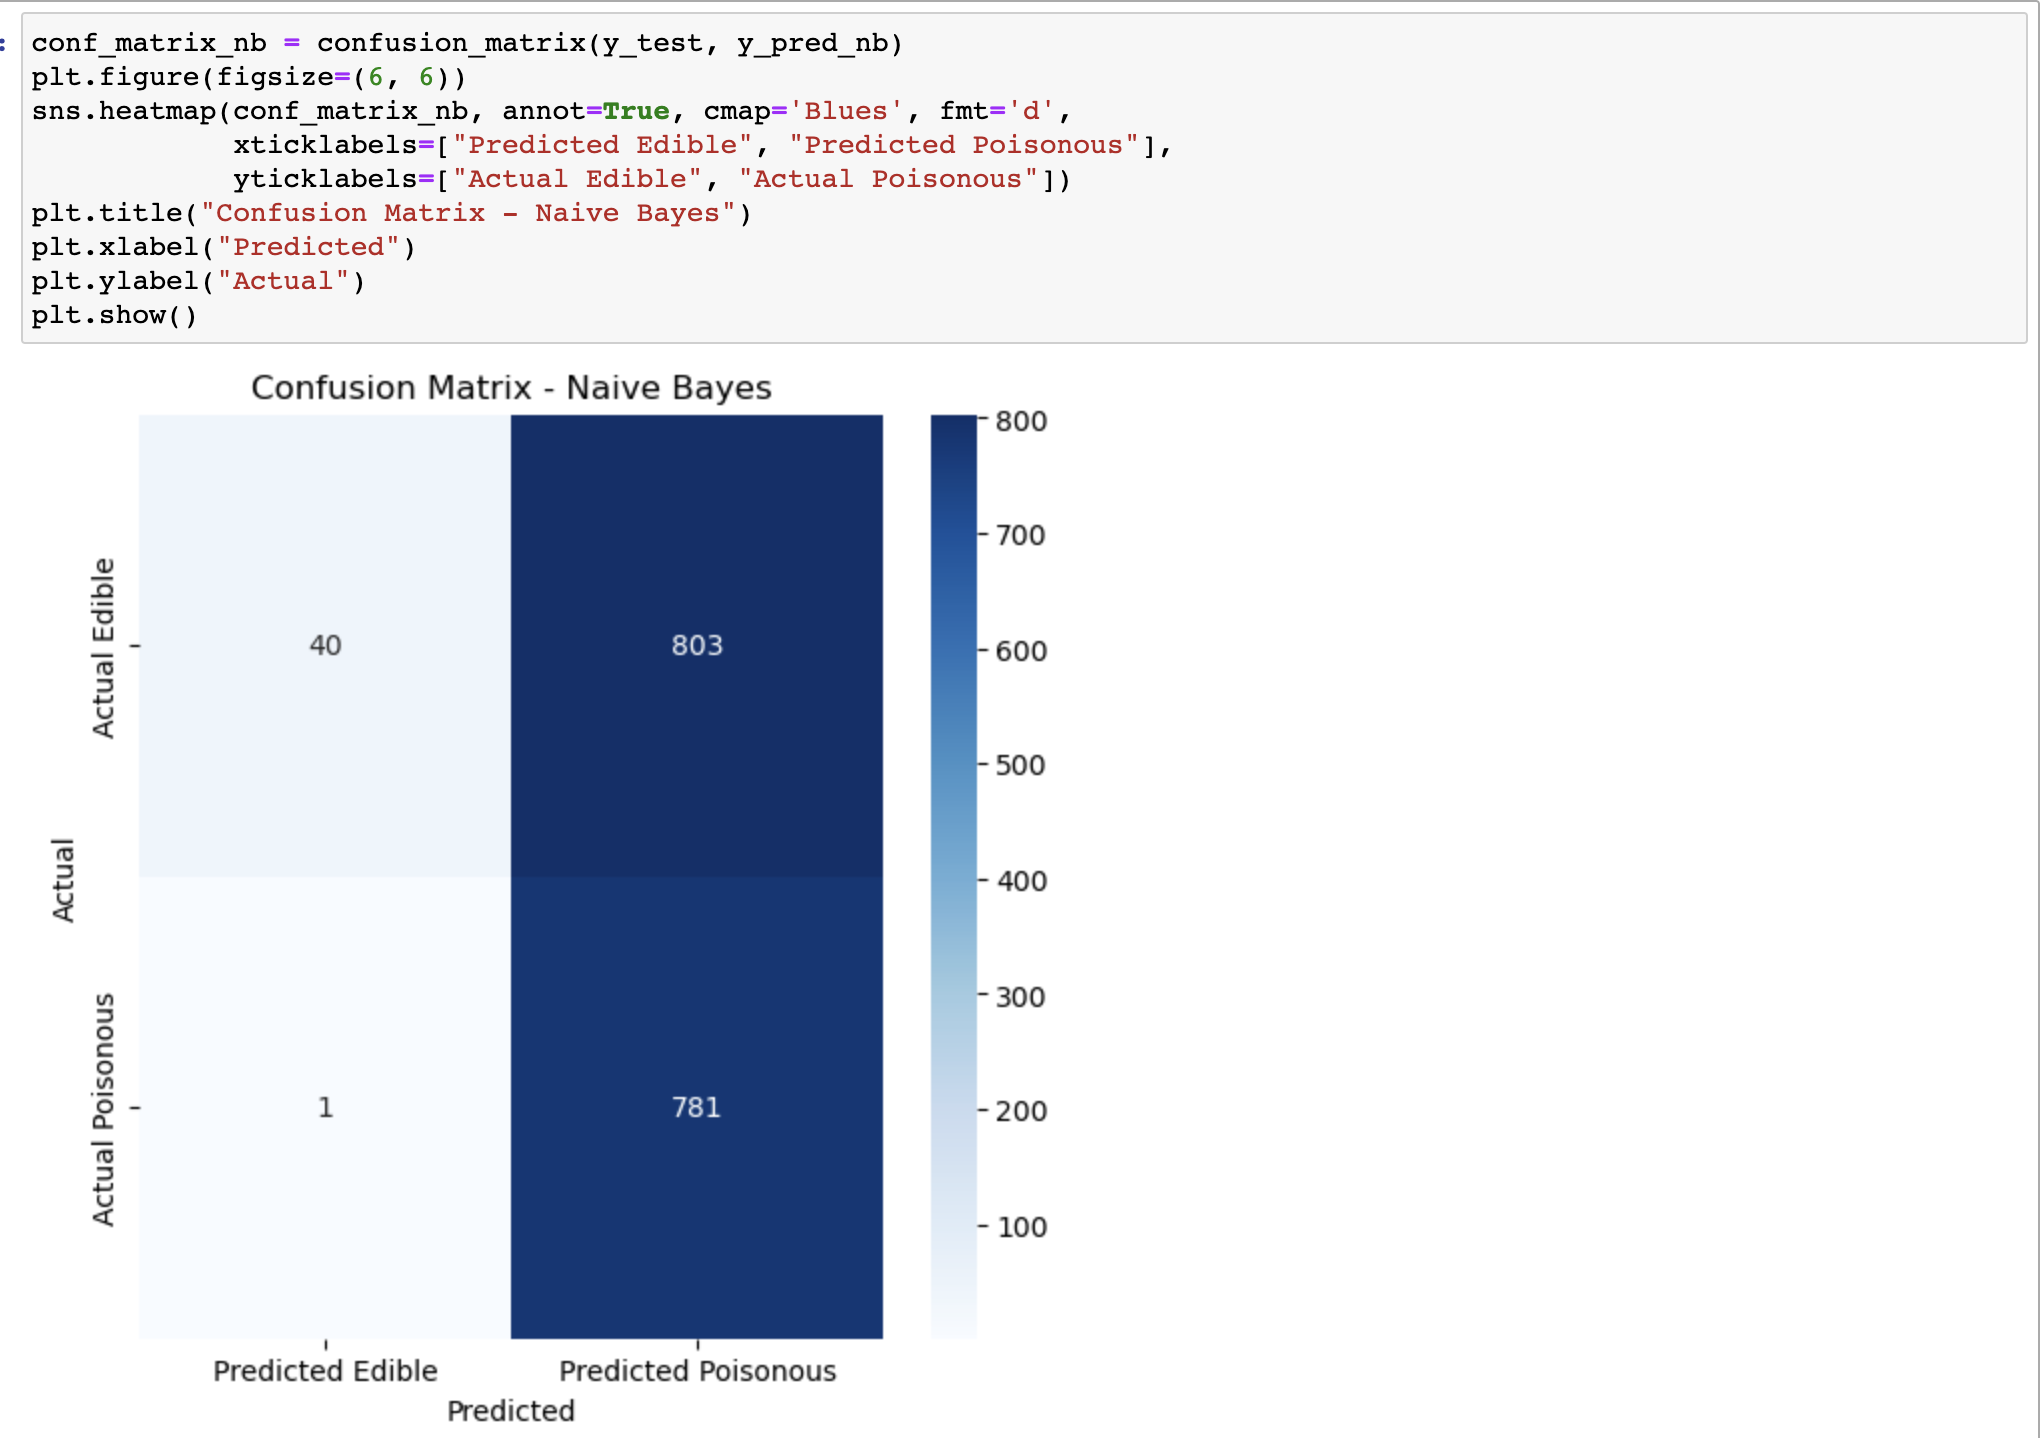 :
conf_matrix_nb = confusion_matrix(y_test, y_pred_nb)
plt.figure(figsize=(6, 6))
sns.heatmap(conf_matrix_nb, annot=True, cmap='Blues', fmt='d',
            xticklabels=["Predicted Edible", "Predicted Poisonous"],
            yticklabels=["Actual Edible", "Actual Poisonous"])
plt.title("Confusion Matrix - Naive Bayes")
plt.xlabel("Predicted")
plt.ylabel("Actual")
plt.show()
Confusion Matrix - Naive Bayes
Actual
Actual Edible
Actual Poisonous
40
803
1
781
Predicted Edible
Predicted Poisonous
Predicted
800
700
600
500
400
300
200
100